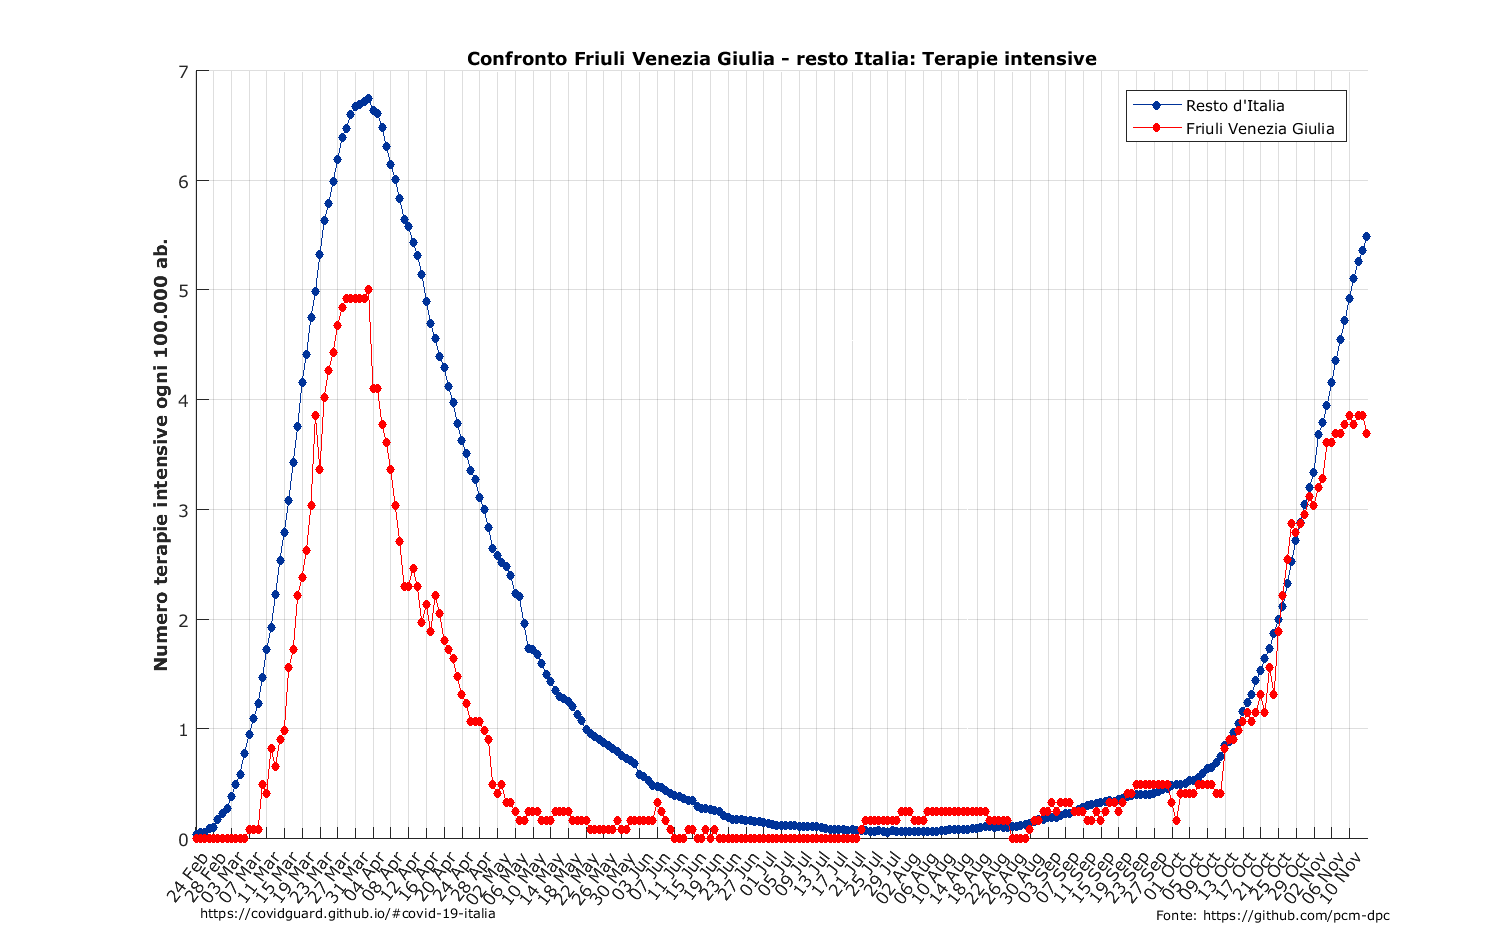 Confronto Friuli Venezia Giulia - resto Italia: Terapie intensive
Resto d'Italia
Friuli Venezia Giulia
Numero terapie intensive ogni 100.000 ab.
7
6
5
4
3
2
1
0
24 Feb
28 Feb
03 Mar
07 Mar
11 Mar
15 Mar
19 Mar
23 Mar
27 Mar
31 Mar
04 Apr
08 Apr
12 Apr
16 Apr
20 Apr
24 Apr
28 Apr
02 May
06 May
10 May
14 May
18 May
22 May
26 May
30 May
03 Jun
07 Jun
11 Jun
15 Jun
19 Jun
23 Jun
27 Jun
01 Jul
05 Jul
09 Jul
13 Jul
17 Jul
21 Jul
25 Jul
29 Jul
02 Aug
06 Aug
10 Aug
14 Aug
18 Aug
22 Aug
26 Aug
30 Aug
03 Sep
07 Sep
11 Sep
15 Sep
19 Sep
23 Sep
27 Sep
01 Oct
05 Oct
09 Oct
13 Oct
17 Oct
21 Oct
25 Oct
29 Oct
02 Nov
06 Nov
10 Nov
https://covidguard.github.io/#covid-19-italia
Fonte: https://github.com/pcm-dpc